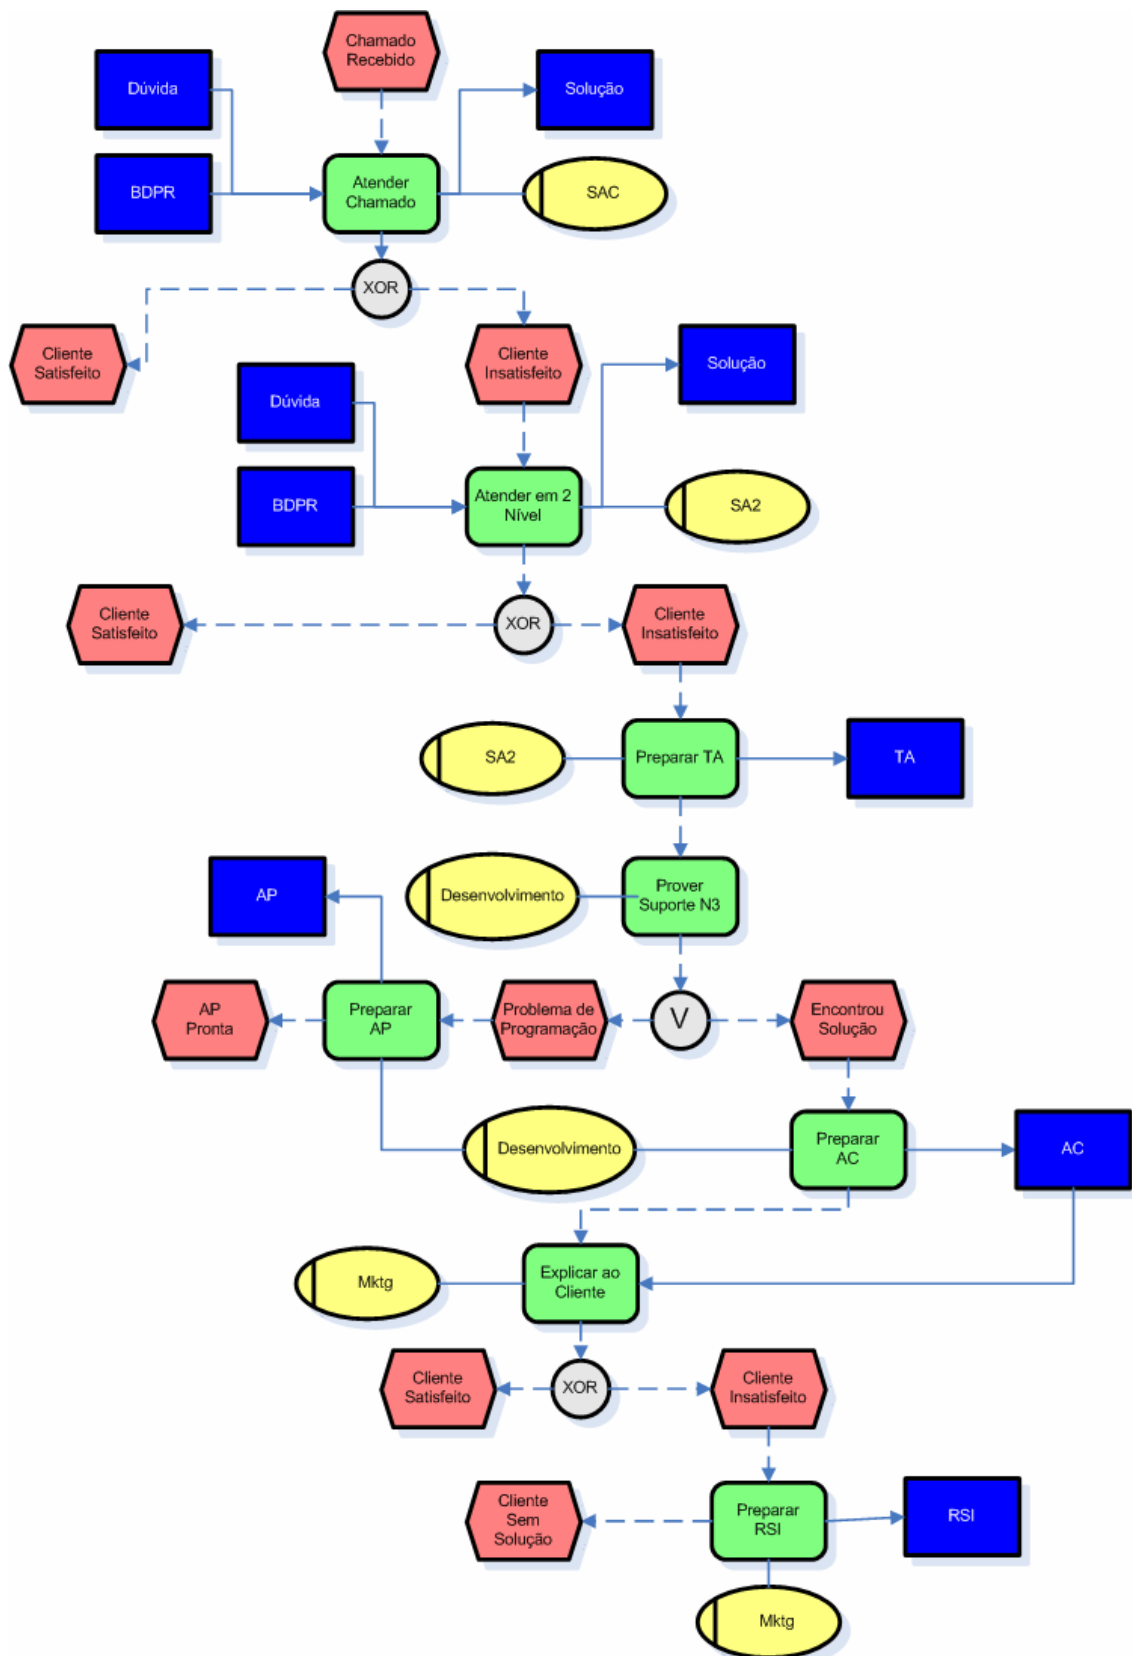 Chamado
Recebido
Dúvida
Solução
BDPR
Atender
Chamado
SAC
XOR
Cliente
Satisfeito
Cliente
Insatisfeito
Solução
Dúvida
BDPR
Atender em 2
Nível
SA2
Cliente
Satisfeito
XOR
Cliente
Insatisfeito
SA2
Preparar TA
TA
AP
Desenvolvimento
Prover
Suporte N3
AP
Pronta
Preparar
AP
Problema de
Programação
V
Encontrou
Solução
Desenvolvimento
Preparar
AC
AC
Mktg
Explicar ao
Cliente
Cliente
Satisfeito
XOR
Cliente
Insatisfeito
Cliente
Sem
Solução
Preparar
RSI
RSI
Mktg